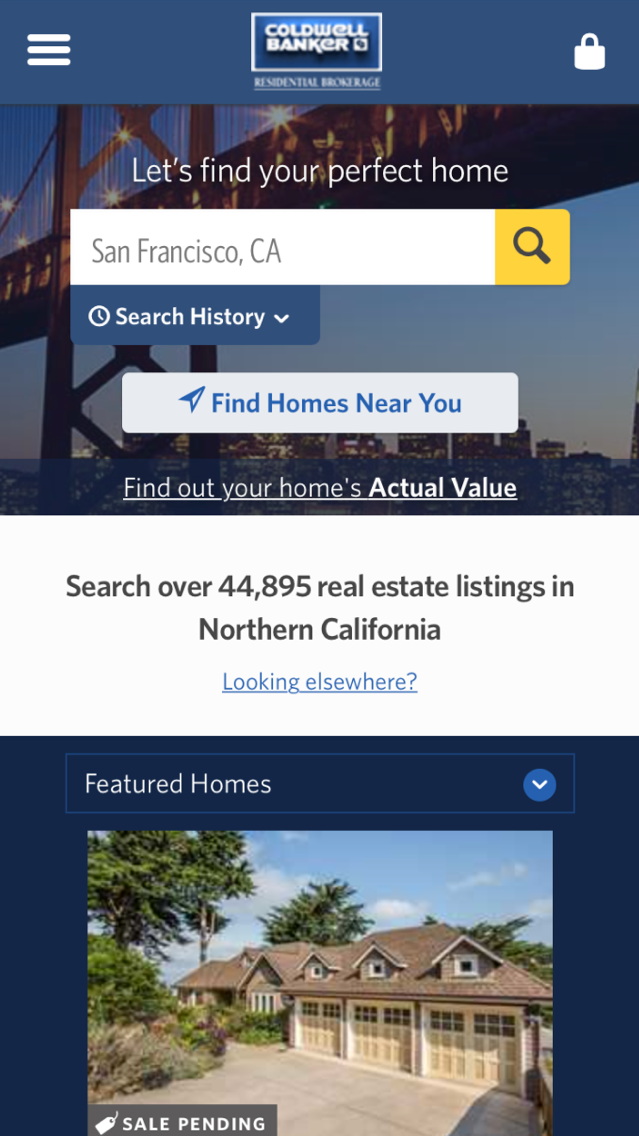 COLDWELL
BANKER
RESIDENTIAL BROKERAGE
Let's find your perfect home
San Francisco, CA
Search History
Find Homes Near You
Find out your home's Actual Value
Search over 44,895 real estate listings in
Northern California
Looking elsewhere?
Featured Homes
SALE PENDING